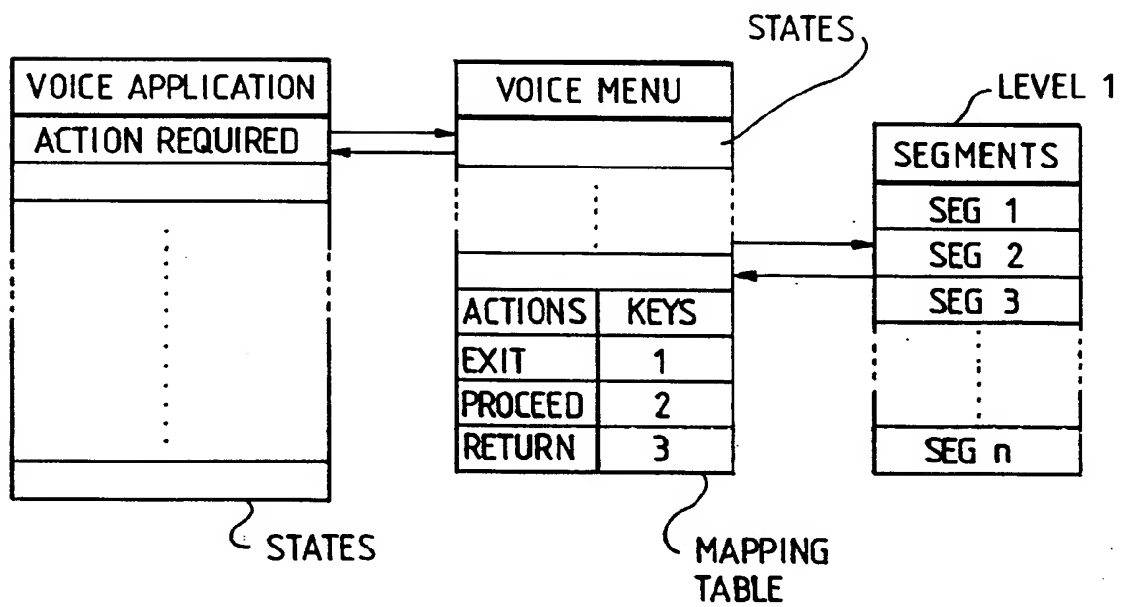 STATES
VOICE APPLICATION
ACTION REQUIRED
STATES
VOICE MENU
ACTIONS KEYS
EXIT 1
PROCEED 2
RETURN 3
MAPPING
TABLE
LEVEL 1
SEGMENTS
SEG 1
SEG 2
SEG 3
SEG n